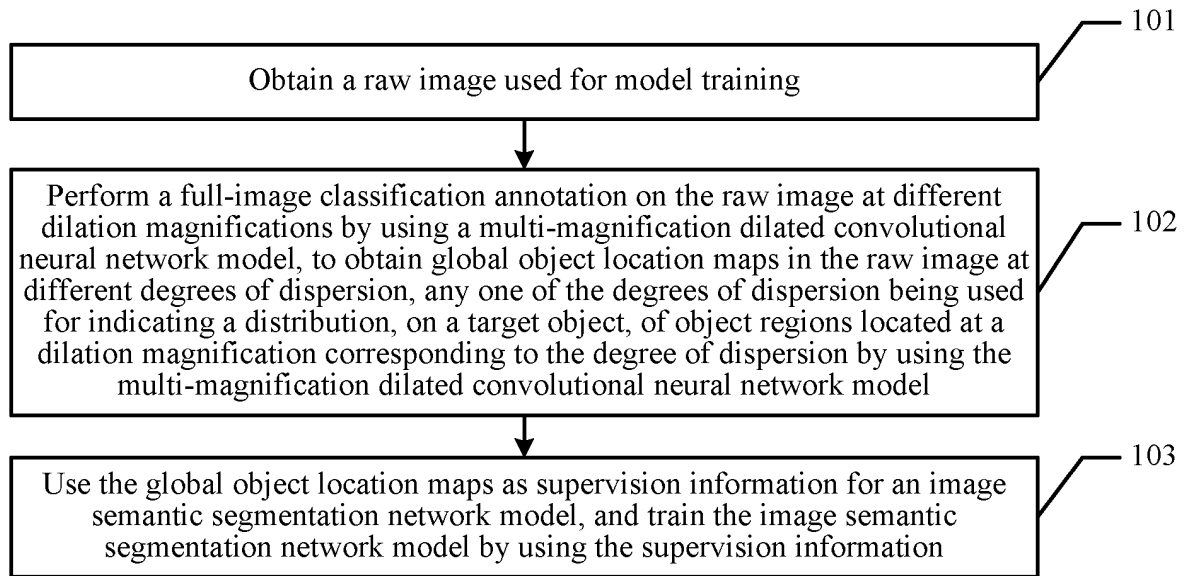 101
Obtain a raw image used for model training
Perform a full-image classification annotation on the raw image at different
dilation magnifications by using a multi-magnification dilated convolutional
neural network model, to obtain global object location maps in the raw image at
different degrees of dispersion, any one of the degrees of dispersion being used
for indicating a distribution, on a target object, of object regions located at a
dilation magnification corresponding to the degree of dispersion by using the
multi-magnification dilated convolutional neural network model
102
Use the global object location maps as supervision information for an image
semantic segmentation network model, and train the image semantic
segmentation network model by using the supervision information
103